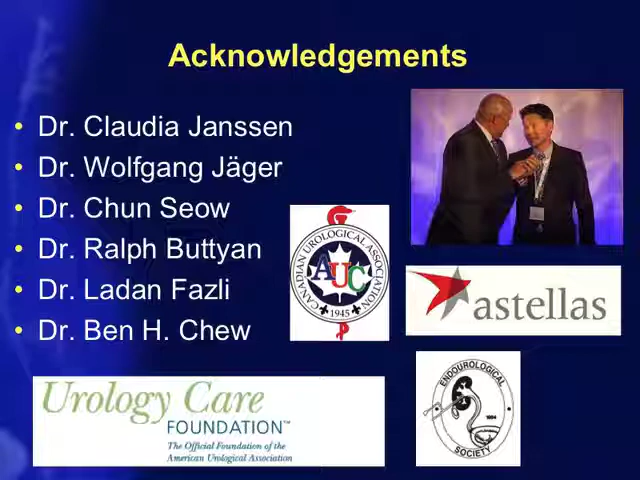 Acknowledgements
• Dr. Claudia Janssen
• Dr. Wolfgang Jäger
• Dr. Chun Seow
• Dr. Ralph Buttyan
• Dr. Ladan Fazli
• Dr. Ben H. Chew
CANADIAN UROLOGICAL ASSOCIATION
AUC
1945
astellas
Urology Care
FOUNDATION™
The Official Foundation of the
American Urological Association
ENDOUROLOGICAL
1984
SOCIETY